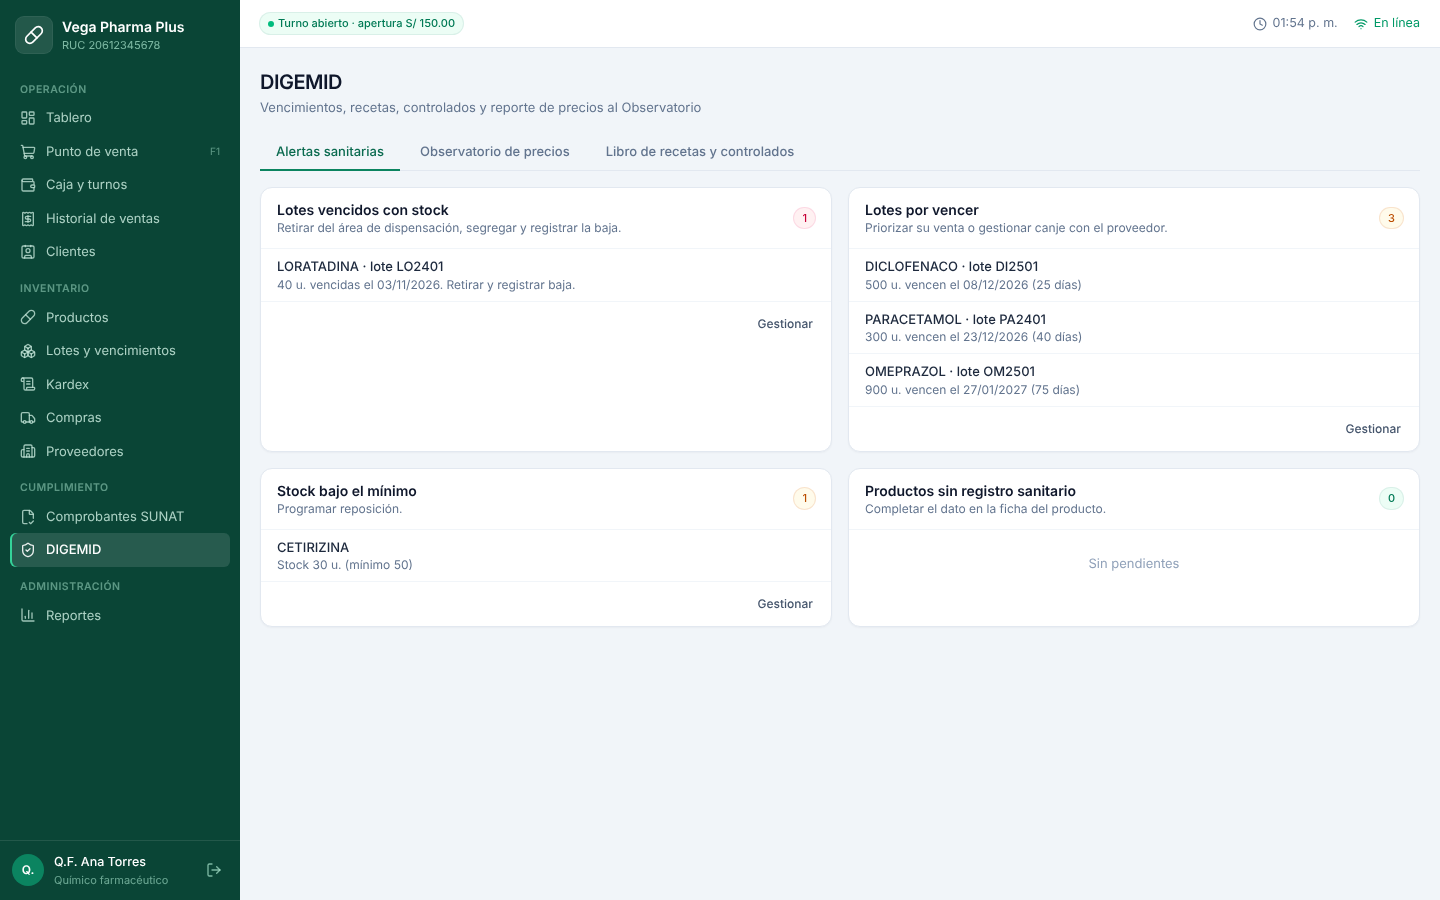 Vega Pharma Plus
RUC 20612345678
OPERACIÓN
Tablero
Punto de venta F1
Caja y turnos
Historial de ventas
Clientes
INVENTARIO
Productos
Lotes y vencimientos
Kardex
Compras
Proveedores
CUMPLIMIENTO
Comprobantes SUNAT
DIGEMID
ADMINISTRACIÓN
Reportes
Q.
Q.F. Ana Torres
Químico farmacéutico
Turno abierto · apertura S/ 150.00
01:54 p. m.
En línea
DIGEMID
Vencimientos, recetas, controlados y reporte de precios al Observatorio
Alertas sanitarias
Observatorio de precios
Libro de recetas y controlados
Lotes vencidos con stock
Retirar del área de dispensación, segregar y registrar la baja.
1
LORATADINA · lote LO2401
40 u. vencidas el 03/11/2026. Retirar y registrar baja.
Gestionar
Lotes por vencer
Priorizar su venta o gestionar canje con el proveedor.
3
DICLOFENACO · lote DI2501
500 u. vencen el 08/12/2026 (25 días)
PARACETAMOL · lote PA2401
300 u. vencen el 23/12/2026 (40 días)
OMEPRAZOL · lote OM2501
900 u. vencen el 27/01/2027 (75 días)
Gestionar
Stock bajo el mínimo
Programar reposición.
1
CETIRIZINA
Stock 30 u. (mínimo 50)
Gestionar
Productos sin registro sanitario
Completar el dato en la ficha del producto.
0
Sin pendientes